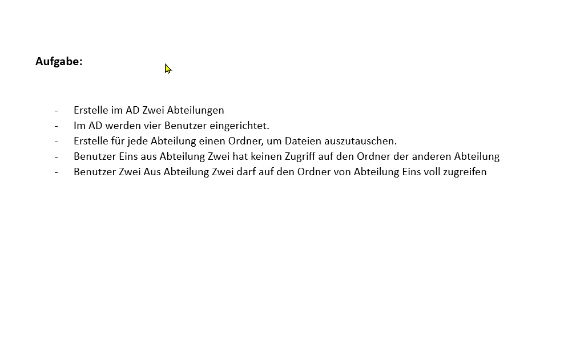 Aufgabe:
- Erstelle im AD Zwei Abteilungen
- Im AD werden vier Benutzer eingerichtet.
- Erstelle für jede Abteilung einen Ordner, um Dateien auszutauschen.
- Benutzer Eins aus Abteilung Zwei hat keinen Zugriff auf den Ordner der anderen Abteilung
- Benutzer Zwei Aus Abteilung Zwei darf auf den Ordner von Abteilung Eins voll zugreifen